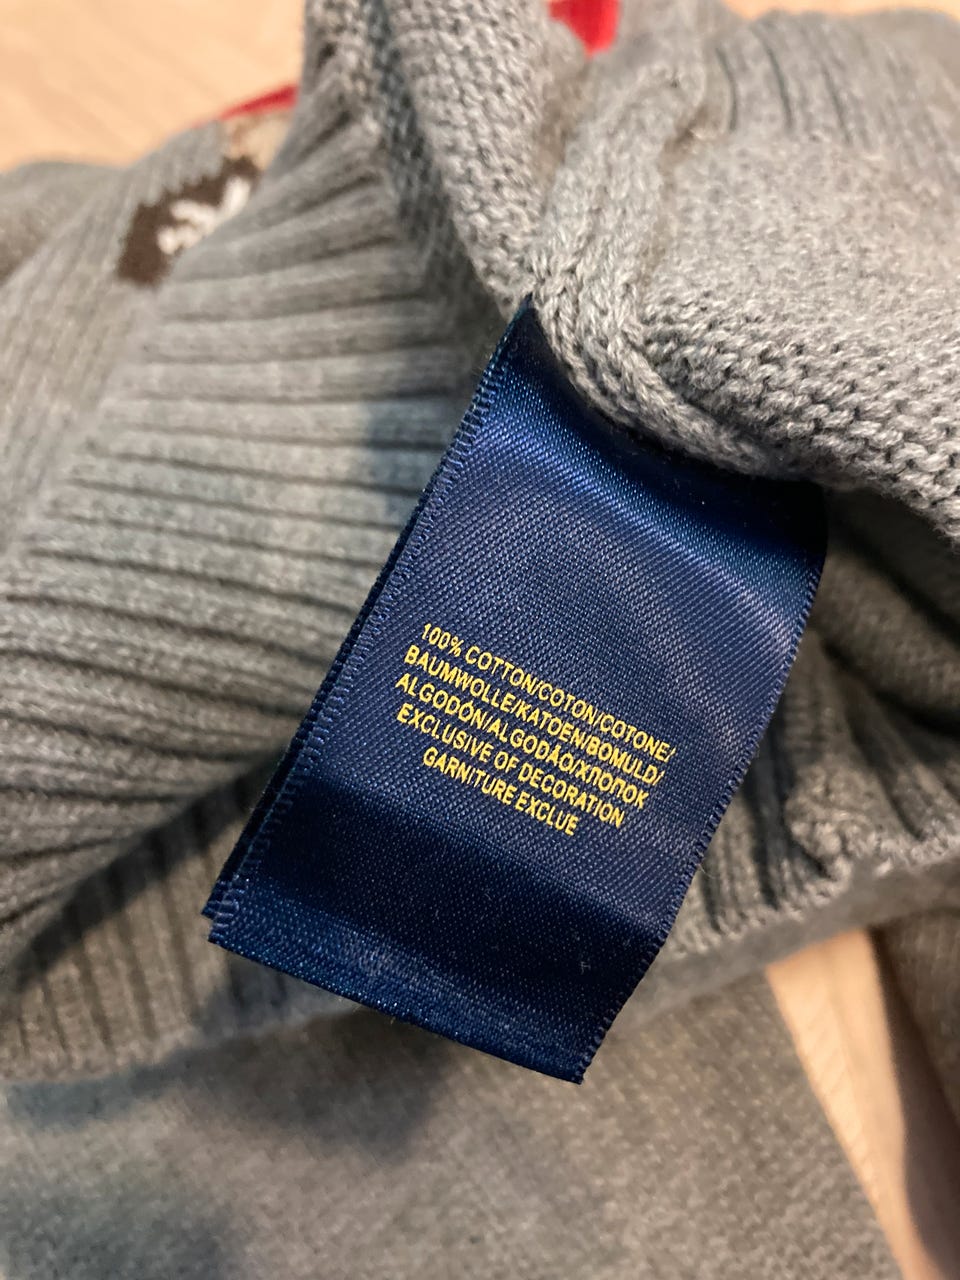 100% COTTON/COTON/COTONE/
BAUMWOLLE/KATOEN/BOMULD/
ALGODÓN/ALGODÃO/ХЛОПОК
EXCLUSIVE OF DECORATION
GARNITURE EXCLUE